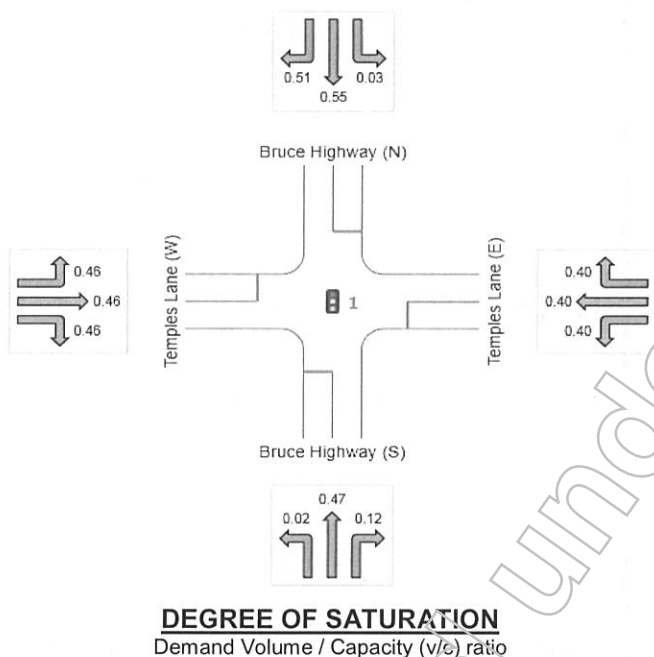 0.51
0.03
0.55
Bruce Highway (N)
Temples Lane (W)
0.46
0.46
0.46
1
Temples Lane (E)
0.40
0.40
0.40
Bruce Highway (S)
0.47
0.02
0.12
DEGREE OF SATURATION
Demand Volume / Capacity (v/c) ratio
unde